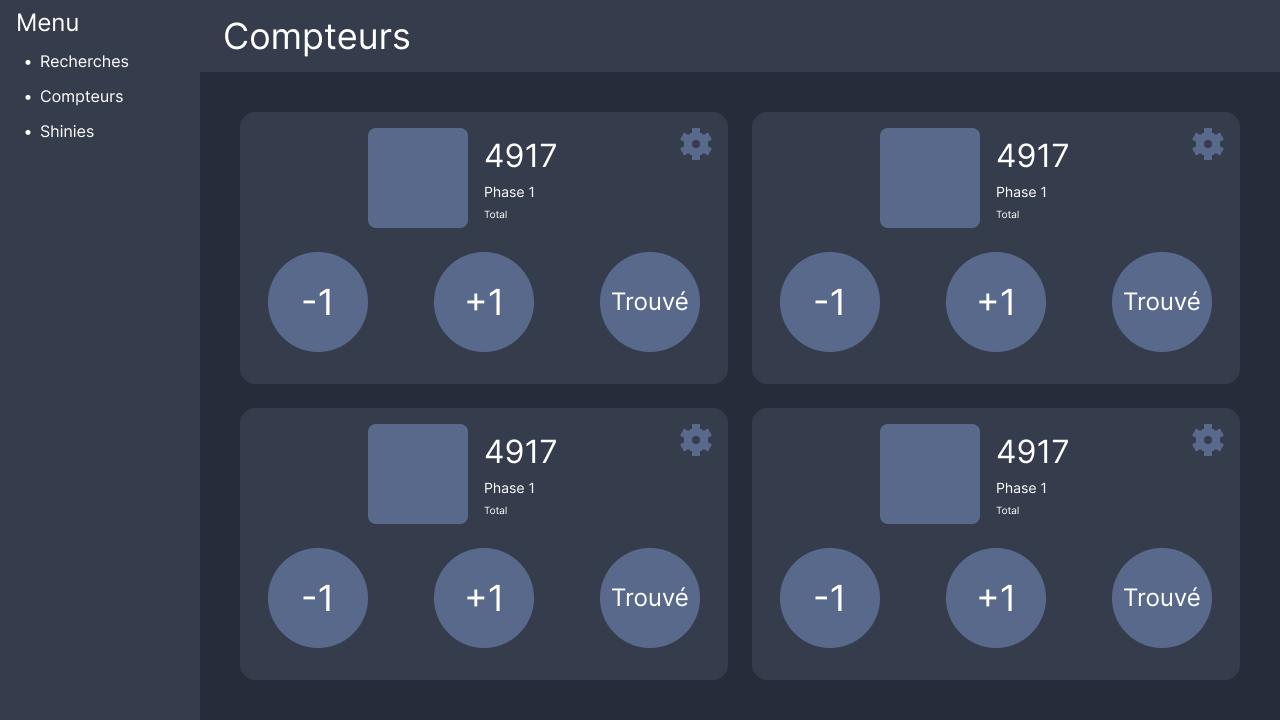 Menu
• Recherches
• Compteurs
• Shinies
Compteurs
4917
Phase 1
Total
-1
+1
Trouvé
4917
Phase 1
Total
-1
+1
Trouvé
4917
Phase 1
Total
-1
+1
Trouvé
4917
Phase 1
Total
-1
+1
Trouvé